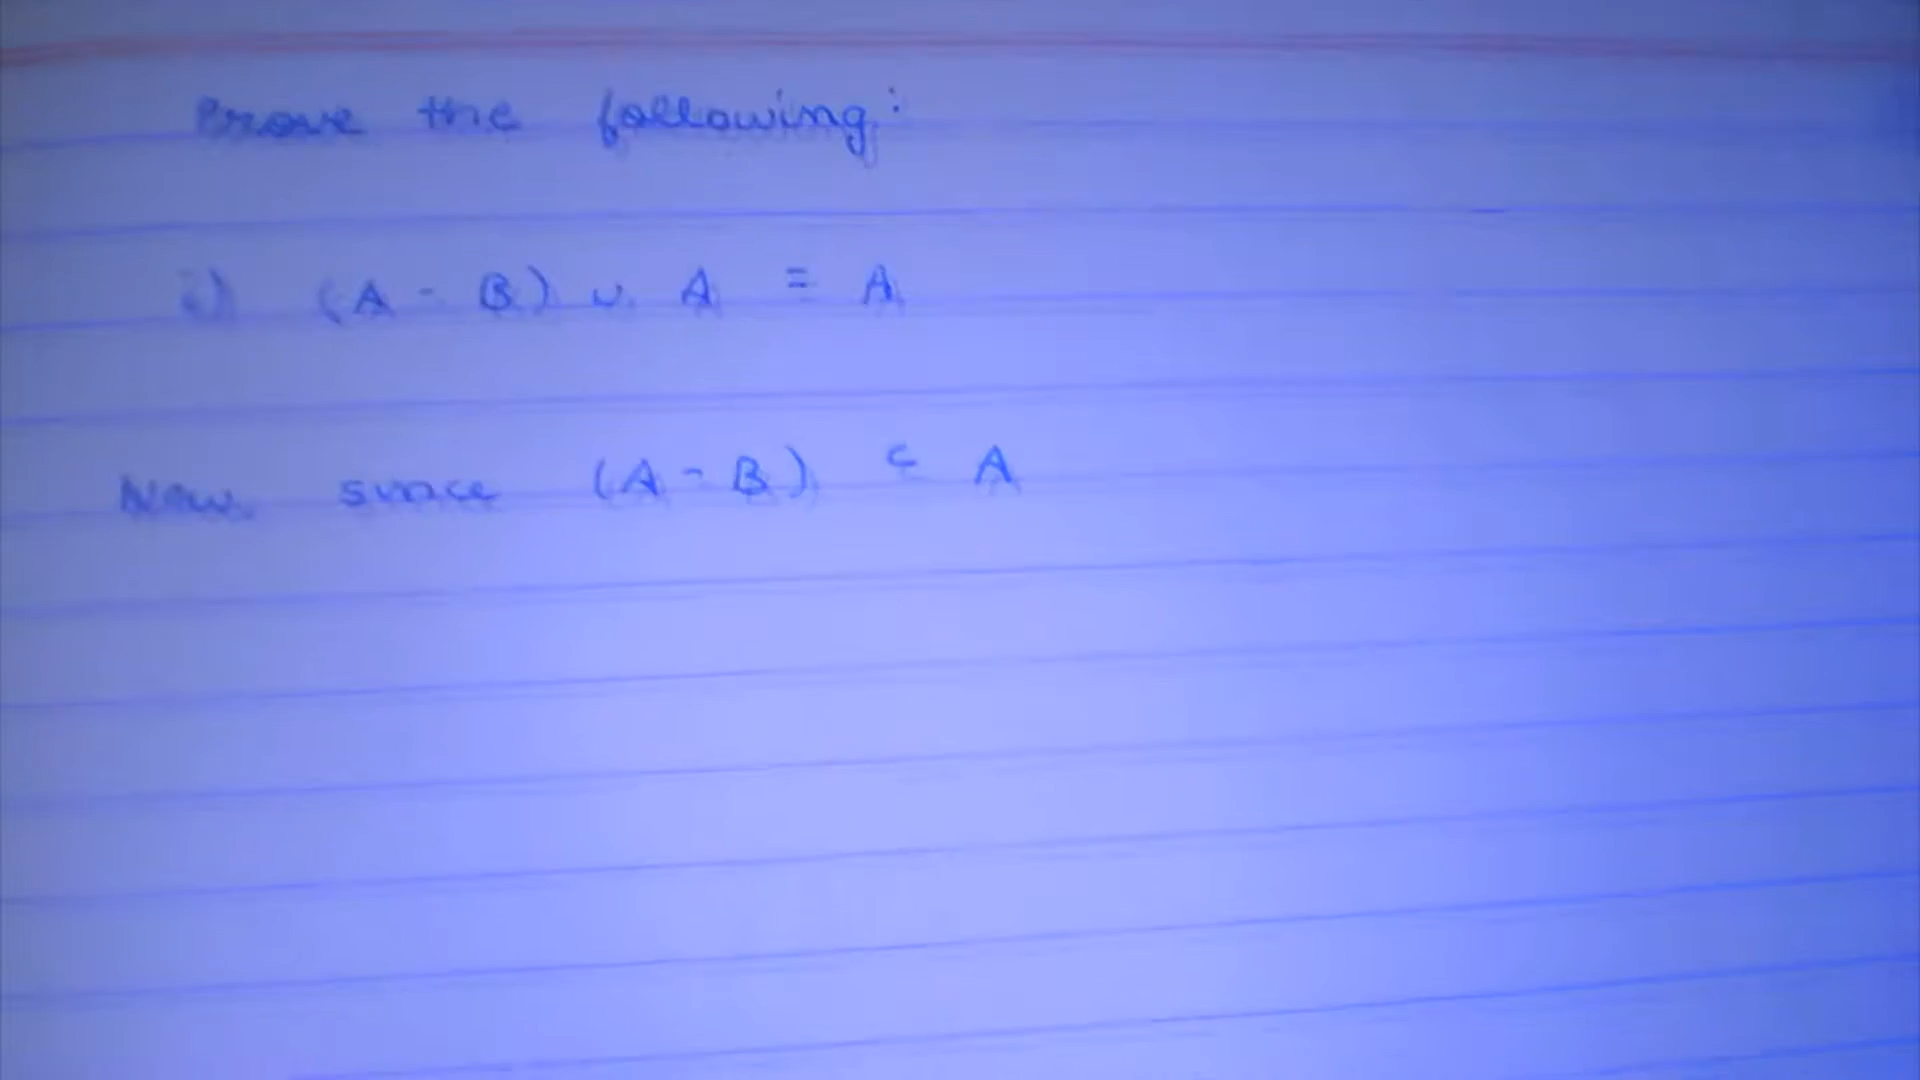 Prove the following:
i) (A - B) ∪ A = A
Now since (A - B) ⊂ A